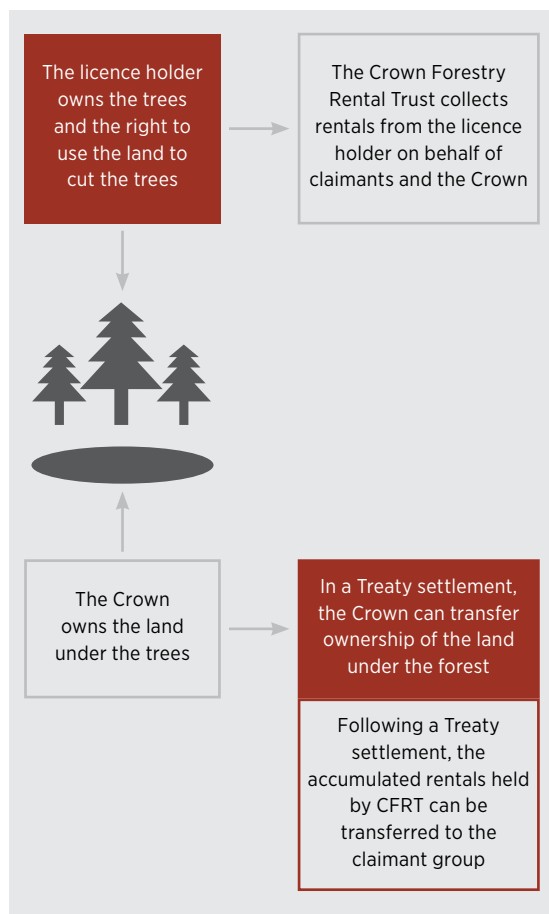 The licence holder
owns the trees
and the right to
use the land to
cut the trees
The Crown Forestry
Rental Trust collects
rentals from the licence
holder on behalf of
claimants and the Crown
The Crown
owns the land
under the trees
In a Treaty settlement,
the Crown can transfer
ownership of the land
under the forest
Following a Treaty
settlement, the
accumulated rentals held
by CFRT can be
transferred to the
claimant group